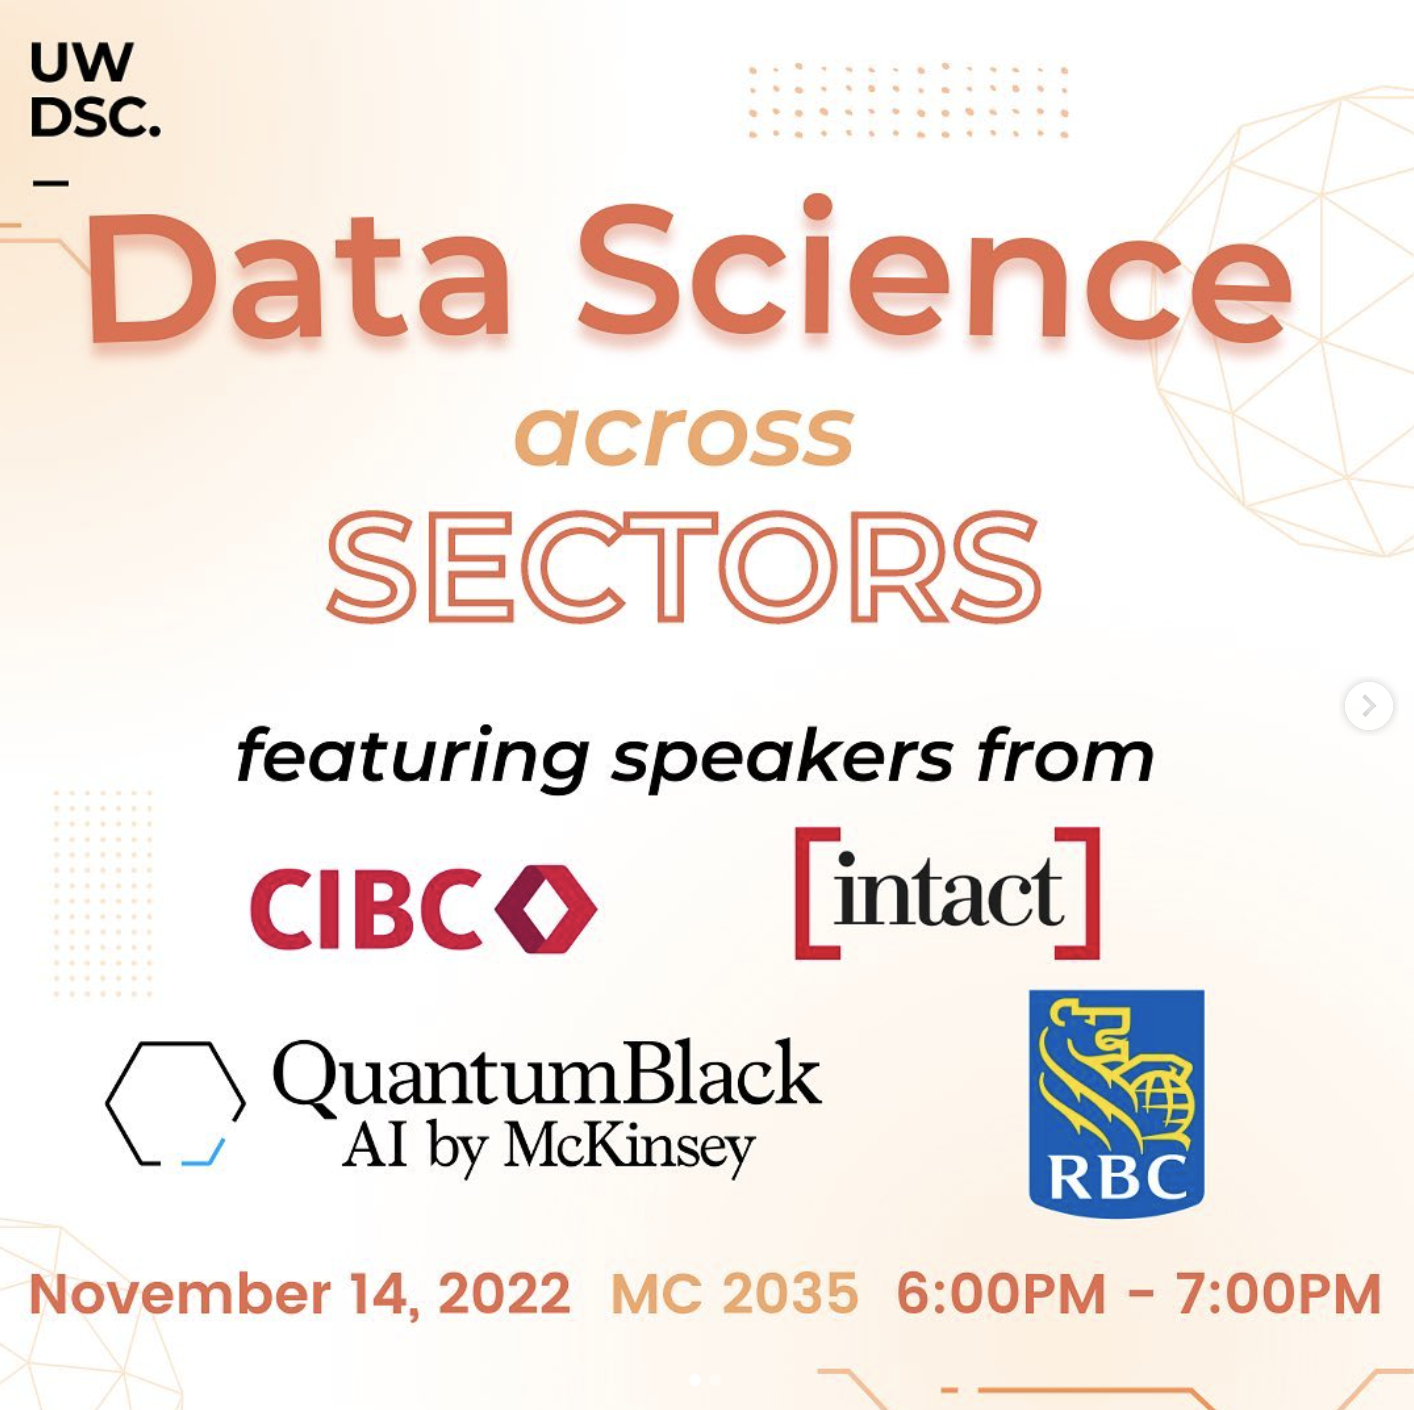 UW
DSC.
Data Science
across
SECTORS
featuring speakers from
CIBC
[intact]
QuantumBlack
AI by McKinsey
RBC
November 14, 2022 MC 2035 6:00PM - 7:00PM